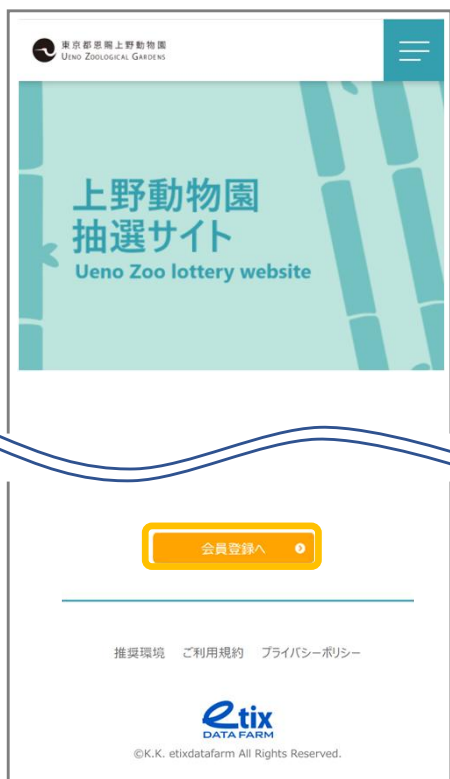 東京都恩賜上野動物園
UENO ZOOLOGICAL GARDENS
上野動物園
抽選サイト
Ueno Zoo lottery website
会員登録へ
推奨環境 ご利用規約 プライバシーポリシー
etix
DATA FARM
©K.K. etixdatafarm All Rights Reserved.